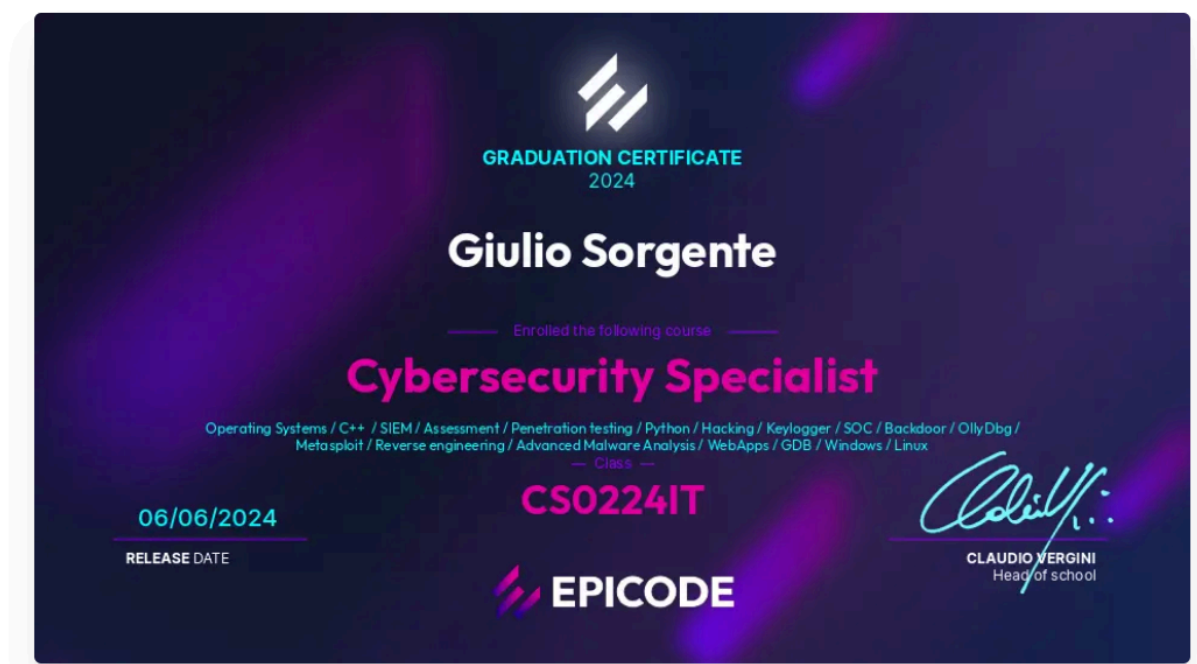 GRADUATION CERTIFICATE
2024
Giulio Sorgente
Enrolled the following course
Cybersecurity Specialist
Operating Systems / C++ / SIEM / Assessment / Penetration testing / Python / Hacking / Keylogger / SOC / Backdoor / OllyDbg /
Metasploit / Reverse engineering / Advanced Malware Analysis / WebApps / GDB / Windows / Linux
— Class —
CS0224IT
06/06/2024
RELEASE DATE
CLAUDIO VERGINI
Head of school
EPICODE